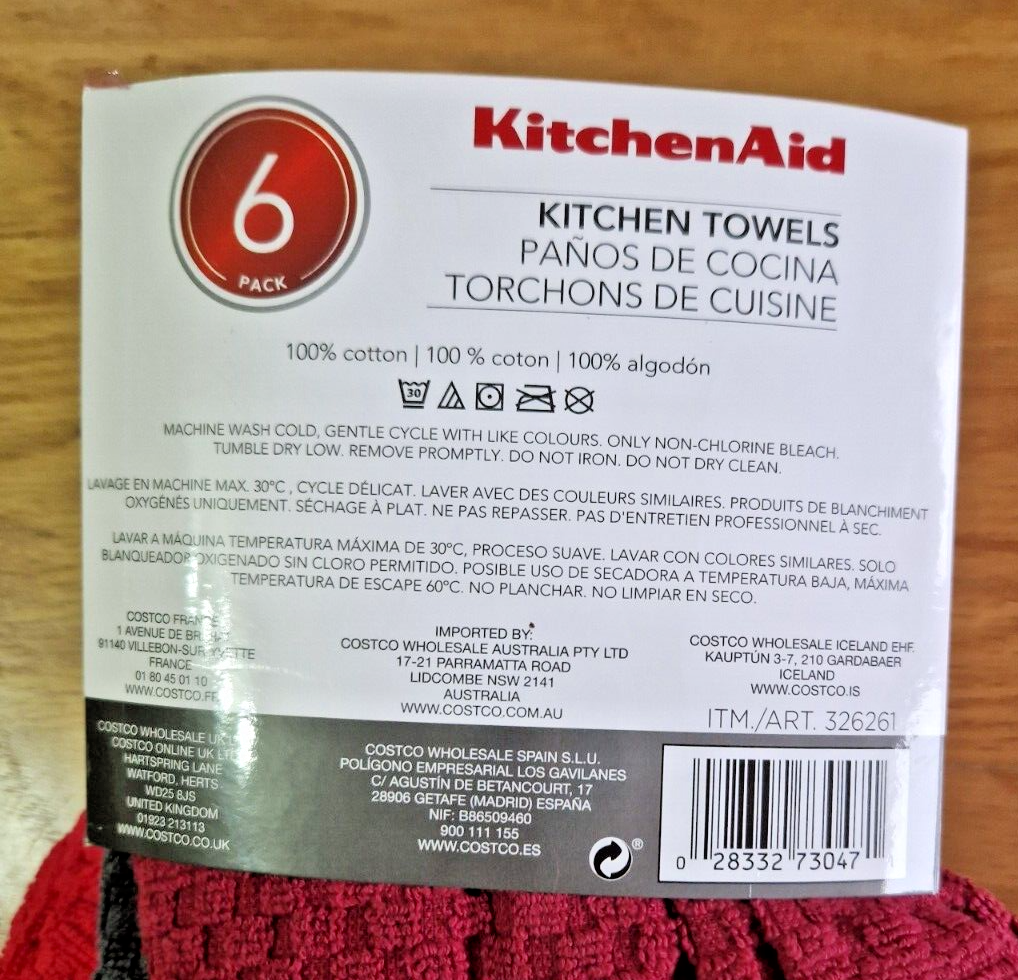 6
PACK
KitchenAid
KITCHEN TOWELS
PAÑOS DE COCINA
TORCHONS DE CUISINE
100% cotton | 100 % coton | 100% algodón
30
MACHINE WASH COLD, GENTLE CYCLE WITH LIKE COLOURS. ONLY NON-CHLORINE BLEACH.
TUMBLE DRY LOW. REMOVE PROMPTLY. DO NOT IRON. DO NOT DRY CLEAN.
LAVAGE EN MACHINE MAX. 30°C , CYCLE DÉLICAT. LAVER AVEC DES COULEURS SIMILAIRES. PRODUITS DE BLANCHIMENT
OXYGÉNÉS UNIQUEMENT. SÉCHAGE À PLAT. NE PAS REPASSER. PAS D'ENTRETIEN PROFESSIONNEL À SEC.
LAVAR A MÁQUINA TEMPERATURA MÁXIMA DE 30°C, PROCESO SUAVE. LAVAR CON COLORES SIMILARES. SOLO
BLANQUEADOR OXIGENADO SIN CLORO PERMITIDO. POSIBLE USO DE SECADORA A TEMPERATURA BAJA, MÁXIMA
TEMPERATURA DE ESCAPE 60°C. NO PLANCHAR. NO LIMPIAR EN SECO.
COSTCO FRANCE
1 AVENUE DE
91140 VILLEBON-SUR-YVETTE
FRANCE
01 80 45 01 10
WWW.COSTCO.FR
IMPORTED BY:
COSTCO WHOLESALE AUSTRALIA PTY LTD
17-21 PARRAMATTA ROAD
LIDCOMBE NSW 2141
AUSTRALIA
WWW.COSTCO.COM.AU
COSTCO WHOLESALE ICELAND EHF.
KAUPTÚN 3-7, 210 GARDABAER
ICELAND
WWW.COSTCO.IS
ITM./ART. 326261
COSTCO WHOLESALE UK
COSTCO ONLINE UK LTD
HARTSPRING LANE
WATFORD, HERTS
WD25 8JS
UNITED KINGDOM
01923 213113
WWW.COSTCO.CO.UK
COSTCO WHOLESALE SPAIN S.L.U.
POLÍGONO EMPRESARIAL LOS GAVILANES
C/ AGUSTÍN DE BETANCOURT, 17
28906 GETAFE (MADRID) ESPAÑA
NIF: B86509460
900 111 155
WWW.COSTCO.ES
®
0 28332 73047